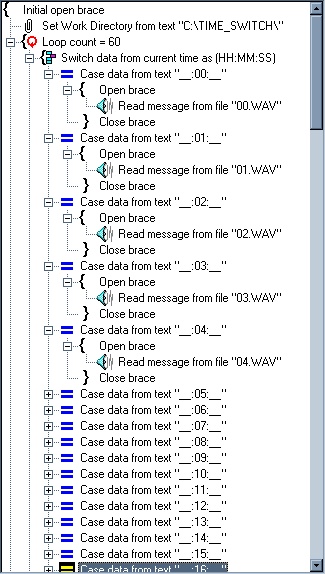 { Initial open brace
Set Work Directory from text "C:\TIME_SWITCH\"
{ Loop count = 60
{ Switch data from current time as (HH:MM:SS)
Case data from text "__:00:__"
{ Open brace
Read message from file "00.WAV"
} Close brace
Case data from text "__:01:__"
{ Open brace
Read message from file "01.WAV"
} Close brace
Case data from text "__:02:__"
{ Open brace
Read message from file "02.WAV"
} Close brace
Case data from text "__:03:__"
{ Open brace
Read message from file "03.WAV"
} Close brace
Case data from text "__:04:__"
{ Open brace
Read message from file "04.WAV"
} Close brace
Case data from text "__:05:__"
Case data from text "__:06:__"
Case data from text "__:07:__"
Case data from text "__:08:__"
Case data from text "__:09:__"
Case data from text "__:10:__"
Case data from text "__:11:__"
Case data from text "__:12:__"
Case data from text "__:13:__"
Case data from text "__:14:__"
Case data from text "__:15:__"
Case data from text "__:16:__"